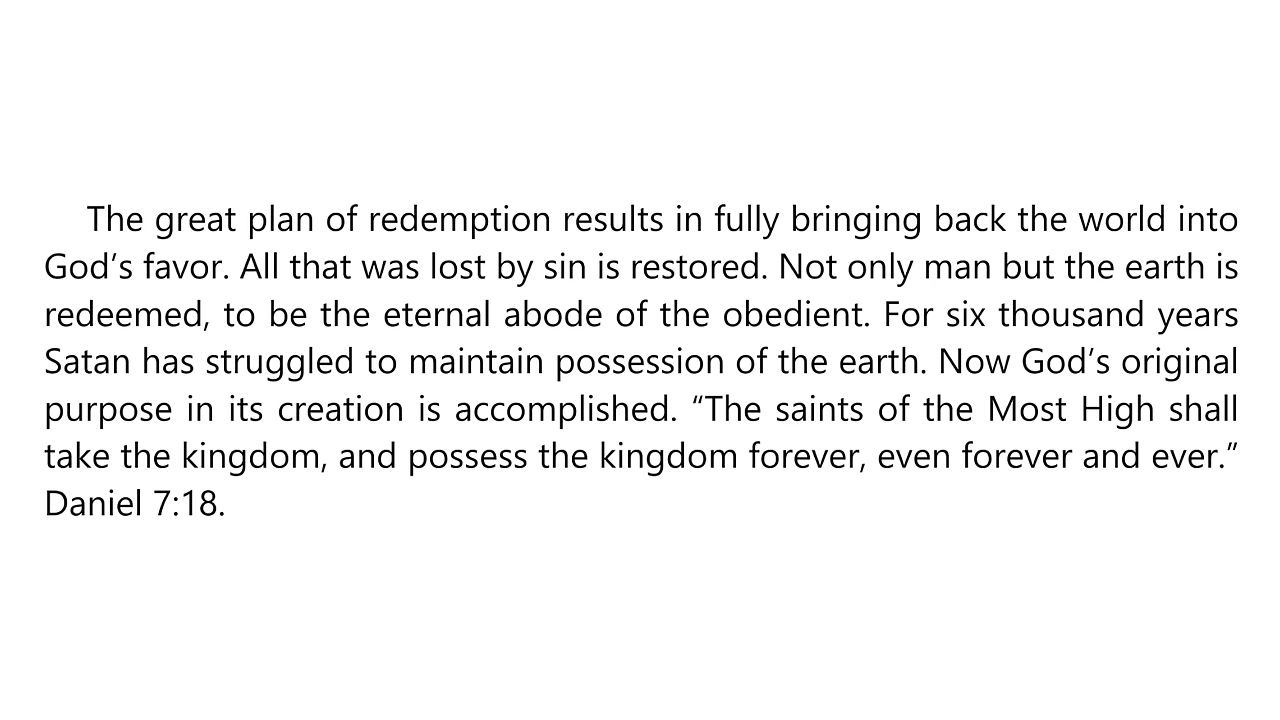 The great plan of redemption results in fully bringing back the world into
God’s favor. All that was lost by sin is restored. Not only man but the earth is
redeemed, to be the eternal abode of the obedient. For six thousand years
Satan has struggled to maintain possession of the earth. Now God’s original
purpose in its creation is accomplished. “The saints of the Most High shall
take the kingdom, and possess the kingdom forever, even forever and ever.”
Daniel 7:18.